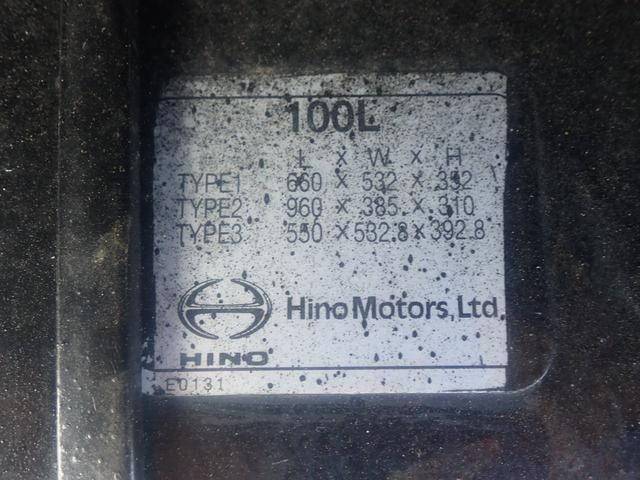 100L
L x W x H
TYPE1 660 x 532 x 332
TYPE2 960 x 385 x 310
TYPE3 550 x 532.8 x 392.8
HINO
Hino Motors, Ltd.
E0131